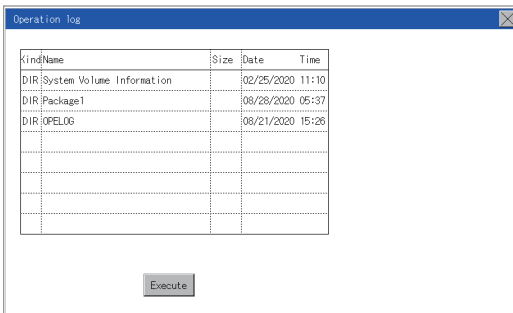 Operation log
Kind Name Size Date Time
DIR System Volume Information 02/25/2020 11:10
DIR Package1 08/28/2020 05:37
DIR OPELOG 08/21/2020 15:26
Execute